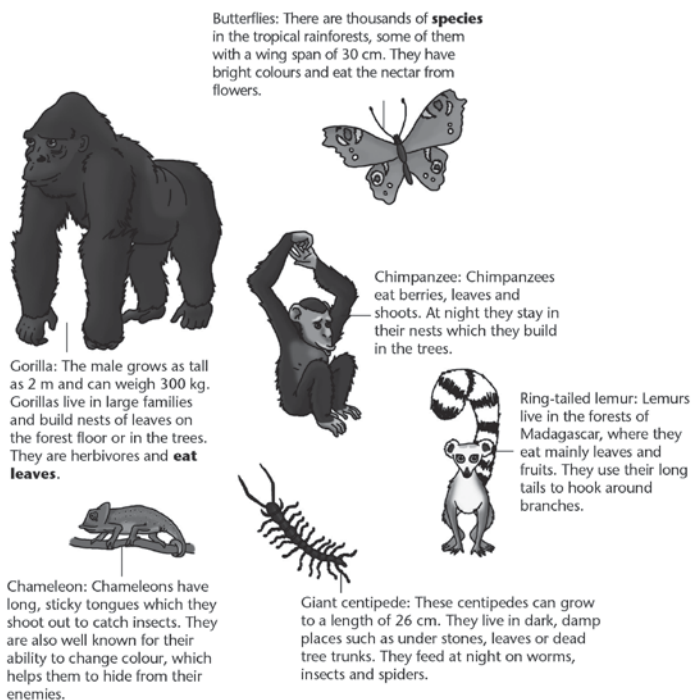 Butterflies: There are thousands of species
in the tropical rainforests, some of them
with a wing span of 30 cm. They have
bright colours and eat the nectar from
flowers.
Chimpanzee: Chimpanzees
eat berries, leaves and
shoots. At night they stay in
their nests which they build
in the trees.
Gorilla: The male grows as tall
as 2 m and can weigh 300 kg.
Gorillas live in large families
and build nests of leaves on
the forest floor or in the trees.
They are herbivores and eat
leaves.
Ring-tailed lemur: Lemurs
live in the forests of
Madagascar, where they
eat mainly leaves and
fruits. They use their long
tails to hook around
branches.
Chameleon: Chameleons have
long, sticky tongues which they
shoot out to catch insects. They
are also well known for their
ability to change colour, which
helps them to hide from their
enemies.
Giant centipede: These centipedes can grow
to a length of 26 cm. They live in dark, damp
places such as under stones, leaves or dead
tree trunks. They feed at night on worms,
insects and spiders.